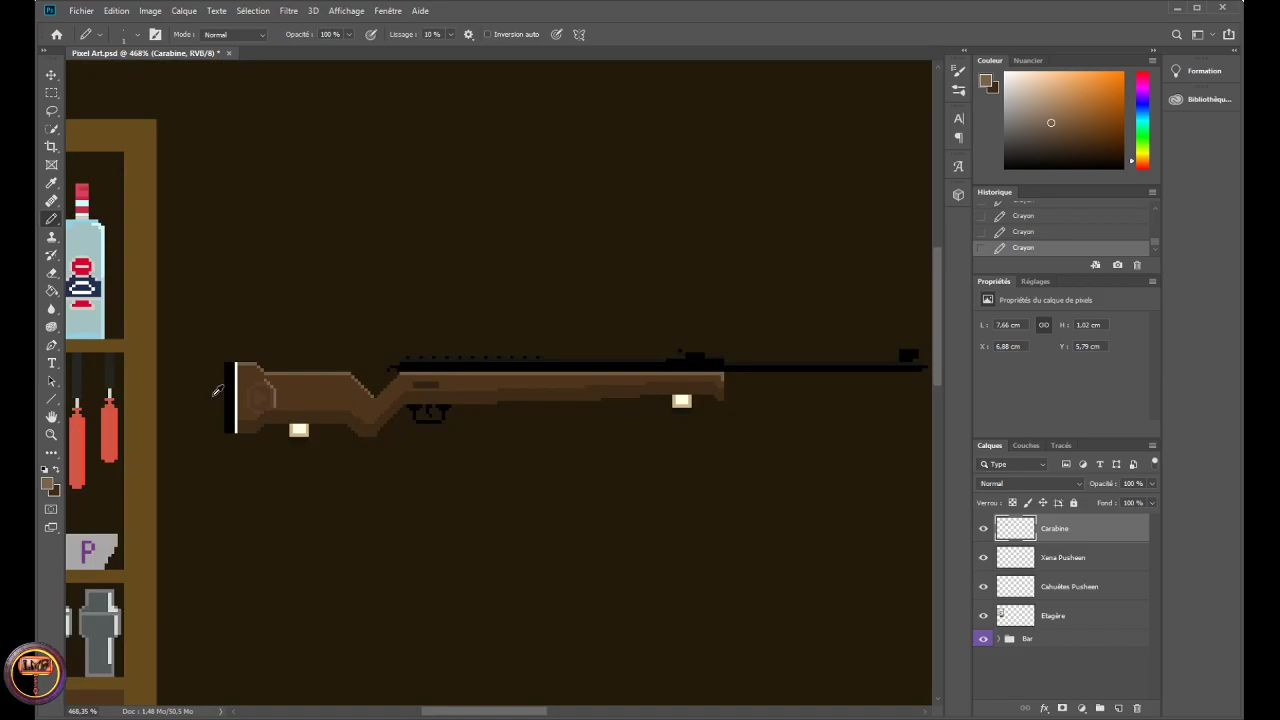 Ps Fichier Edition Image Calque Texte Sélection Filtre 3D Affichage Fenêtre Aide
1 Mode : Normal Opacité : 100 % Lissage : 10 % Inversion auto
Pixel Art.psd @ 468% (Carabine, RVB/8) *
Couleur Nuancier
Formation
Bibliothèqu...
Historique
Crayon
Crayon
Crayon
Propriétés Réglages
Propriétés du calque de pixels
L : 7,66 cm H : 1,02 cm
X : 6,88 cm Y : 5,79 cm
Calques Couches Tracés
Type
Normal Opacité : 100 %
Verrou : Fond : 100 %
Carabine
Xena Pusheen
Cahuètes Pusheen
Etagère
Bar
P
LMP
468,35 % Doc : 1,48 Mo/50,5 Mo